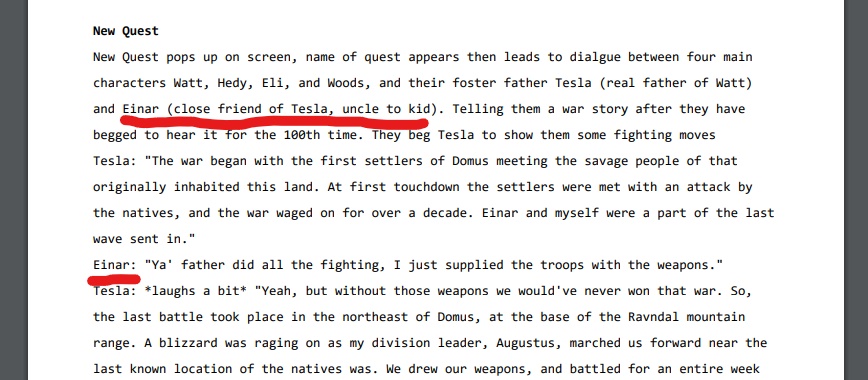 New Quest
New Quest pops up on screen, name of quest appears then leads to dialgue between four main
characters Watt, Hedy, Eli, and Woods, and their foster father Tesla (real father of Watt)
and Einar (close friend of Tesla, uncle to kid). Telling them a war story after they have
begged to hear it for the 100th time. They beg Tesla to show them some fighting moves
Tesla: "The war began with the first settlers of Domus meeting the savage people of that
originally inhabited this land. At first touchdown the settlers were met with an attack by
the natives, and the war waged on for over a decade. Einar and myself were a part of the last
wave sent in."
Einar: "Ya' father did all the fighting, I just supplied the troops with the weapons."
Tesla: *laughs a bit* "Yeah, but without those weapons we would've never won that war. So,
the last battle took place in the northeast of Domus, at the base of the Ravndal mountain
range. A blizzard was raging on as my division leader, Augustus, marched us forward near the
last known location of the natives was. We drew our weapons, and battled for an entire week